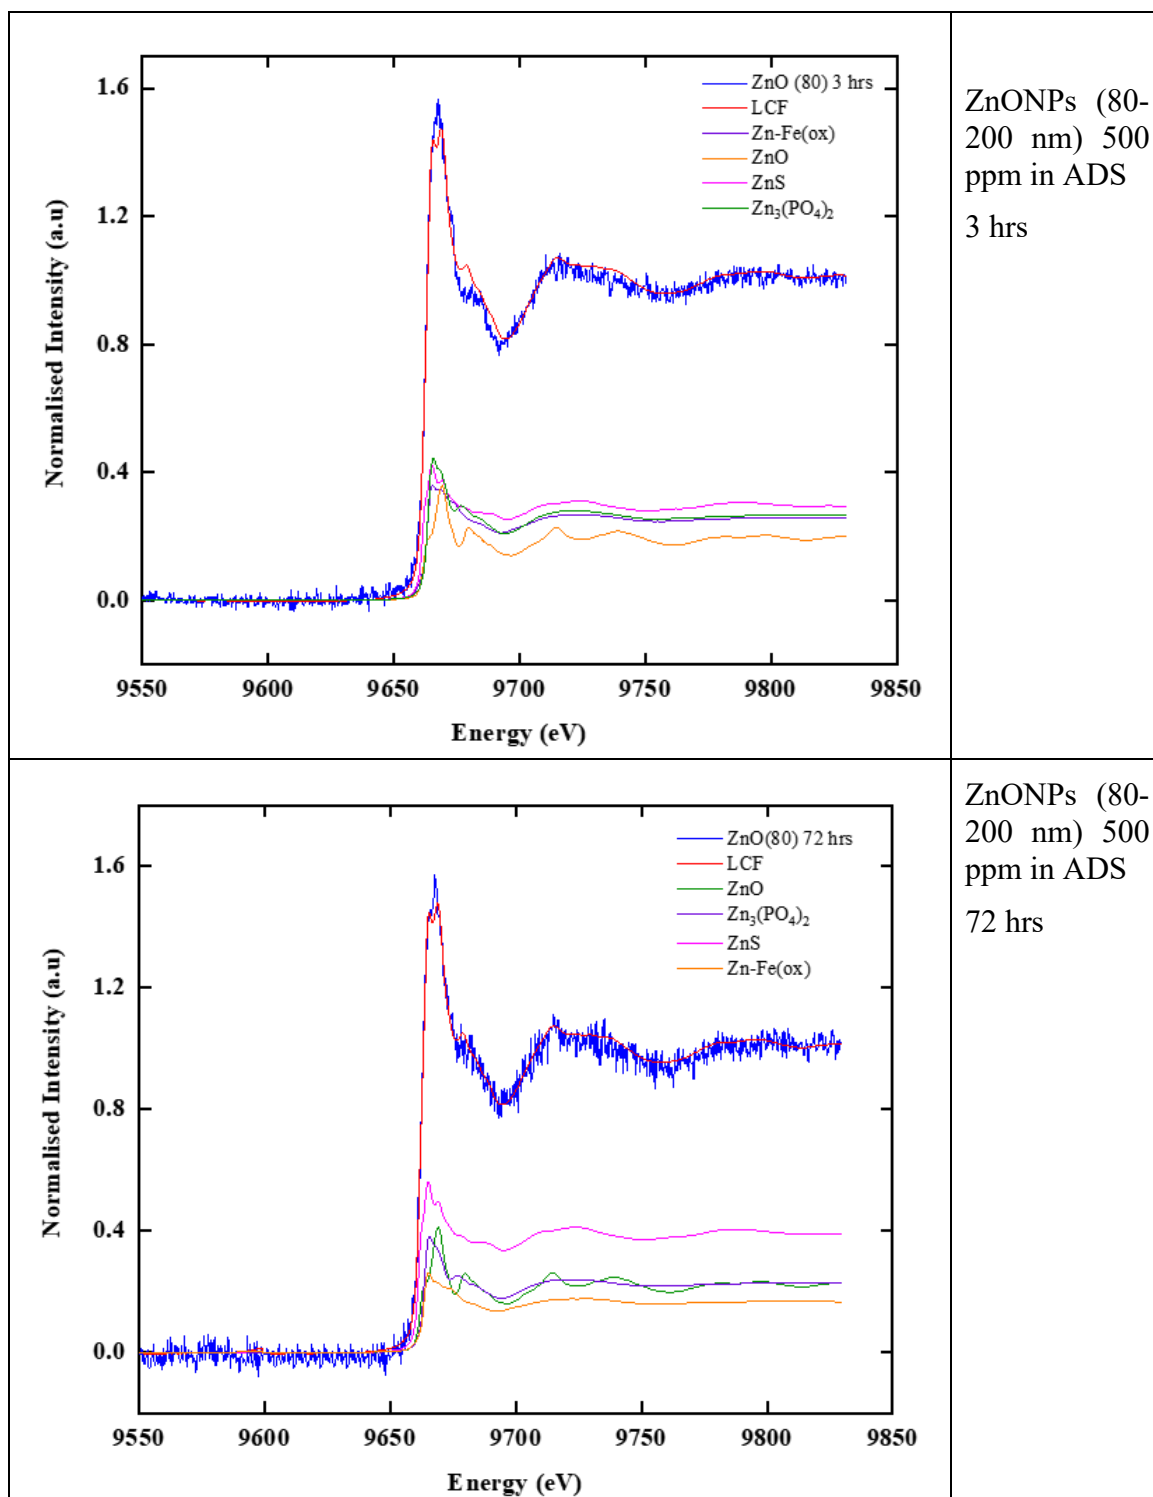 1.6
1.2
0.8
0.4
0.0
Normalised Intensity (a.u)
ZnO (80) 3 hrs
LCF
Zn-Fe(ox)
ZnO
ZnS
Zn₃(PO₄)₂
9550 9600 9650 9700 9750 9800 9850
Energy (eV)
ZnONPs (80-
200 nm) 500
ppm in ADS
3 hrs
1.6
1.2
0.8
0.4
0.0
Normalised Intensity (a.u)
ZnO(80) 72 hrs
LCF
ZnO
Zn₃(PO₄)₂
ZnS
Zn-Fe(ox)
9550 9600 9650 9700 9750 9800 9850
Energy (eV)
ZnONPs (80-
200 nm) 500
ppm in ADS
72 hrs